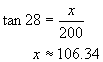 tan 28 = x/200
x ≈ 106.34